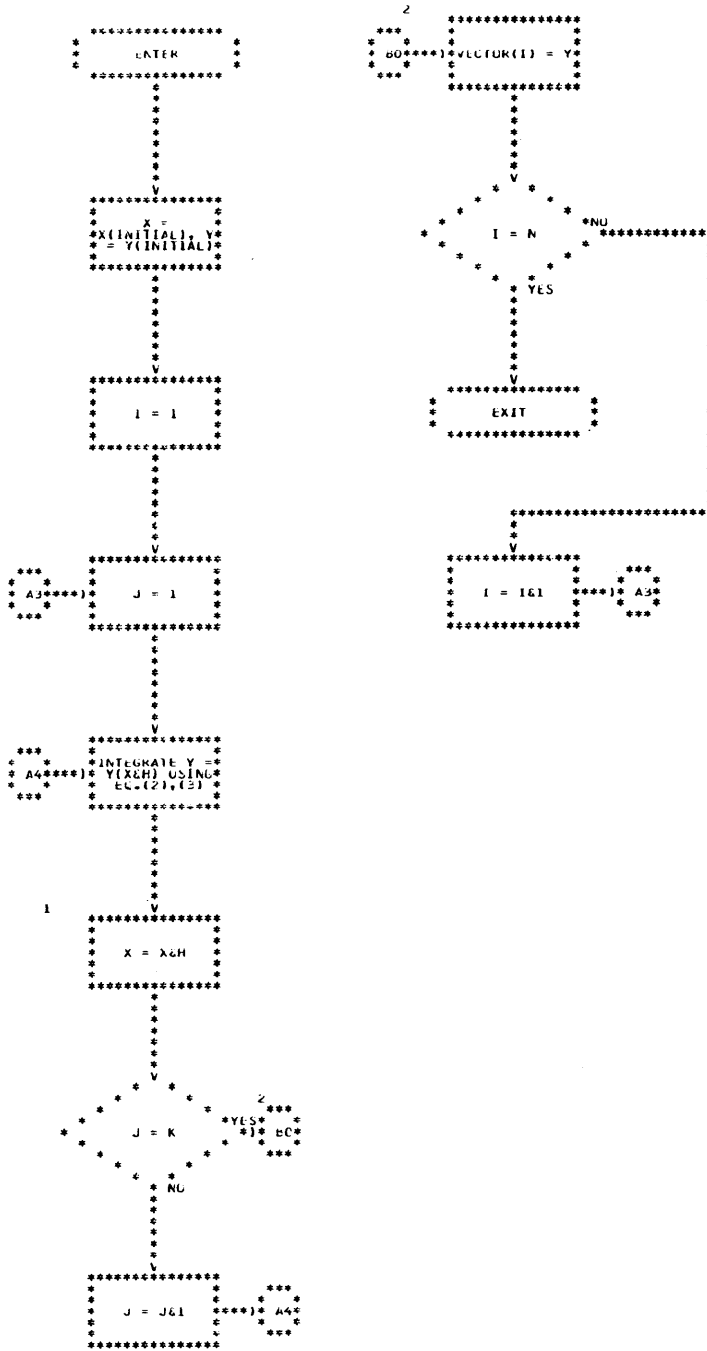 ENTER
X =
X(INITIAL), Y
= Y(INITIAL)
I = 1
A3
J = 1
A4
INTEGRATE Y =
Y(X&H) USING
EQ.(2),(3)
1
X = X&H
J = K
YES
2
B0
NO
J = J&1
A4
2
B0
VECTOR(I) = Y
I = N
NO
YES
EXIT
I = I&1
A3